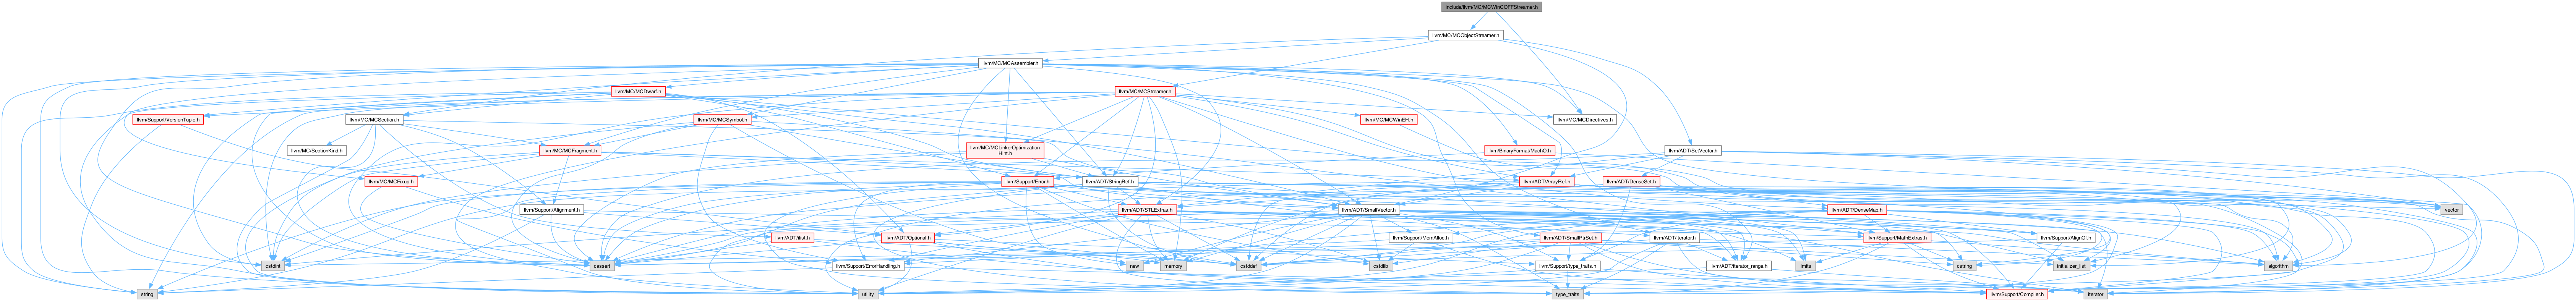 include/llvm/MC/MCWinCOFFStreamer.h
llvm/MC/MCObjectStreamer.h
llvm/MC/MCAssembler.h
llvm/MC/MCDwarf.h
llvm/MC/MCStreamer.h
llvm/Support/VersionTuple.h
llvm/MC/MCSection.h
llvm/MC/MCSymbol.h
llvm/MC/MCWinEH.h
llvm/MC/MCDirectives.h
llvm/MC/SectionKind.h
llvm/MC/MCFragment.h
llvm/MC/MCLinkerOptimization
Hint.h
llvm/BinaryFormat/MachO.h
llvm/ADT/SetVector.h
llvm/MC/MCFixup.h
llvm/Support/Error.h
llvm/ADT/StringRef.h
llvm/ADT/ArrayRef.h
llvm/ADT/DenseSet.h
llvm/Support/Alignment.h
llvm/ADT/STLExtras.h
llvm/ADT/SmallVector.h
llvm/ADT/DenseMap.h
vector
llvm/ADT/ilist.h
llvm/ADT/Optional.h
llvm/Support/MemAlloc.h
llvm/ADT/SmallPtrSet.h
llvm/ADT/iterator.h
llvm/Support/MathExtras.h
llvm/Support/AlignOf.h
cstdint
cassert
llvm/Support/ErrorHandling.h
new
memory
cstddef
cstdlib
llvm/Support/type_traits.h
llvm/ADT/iterator_range.h
limits
cstring
initializer_list
algorithm
string
utility
type_traits
llvm/Support/Compiler.h
iterator